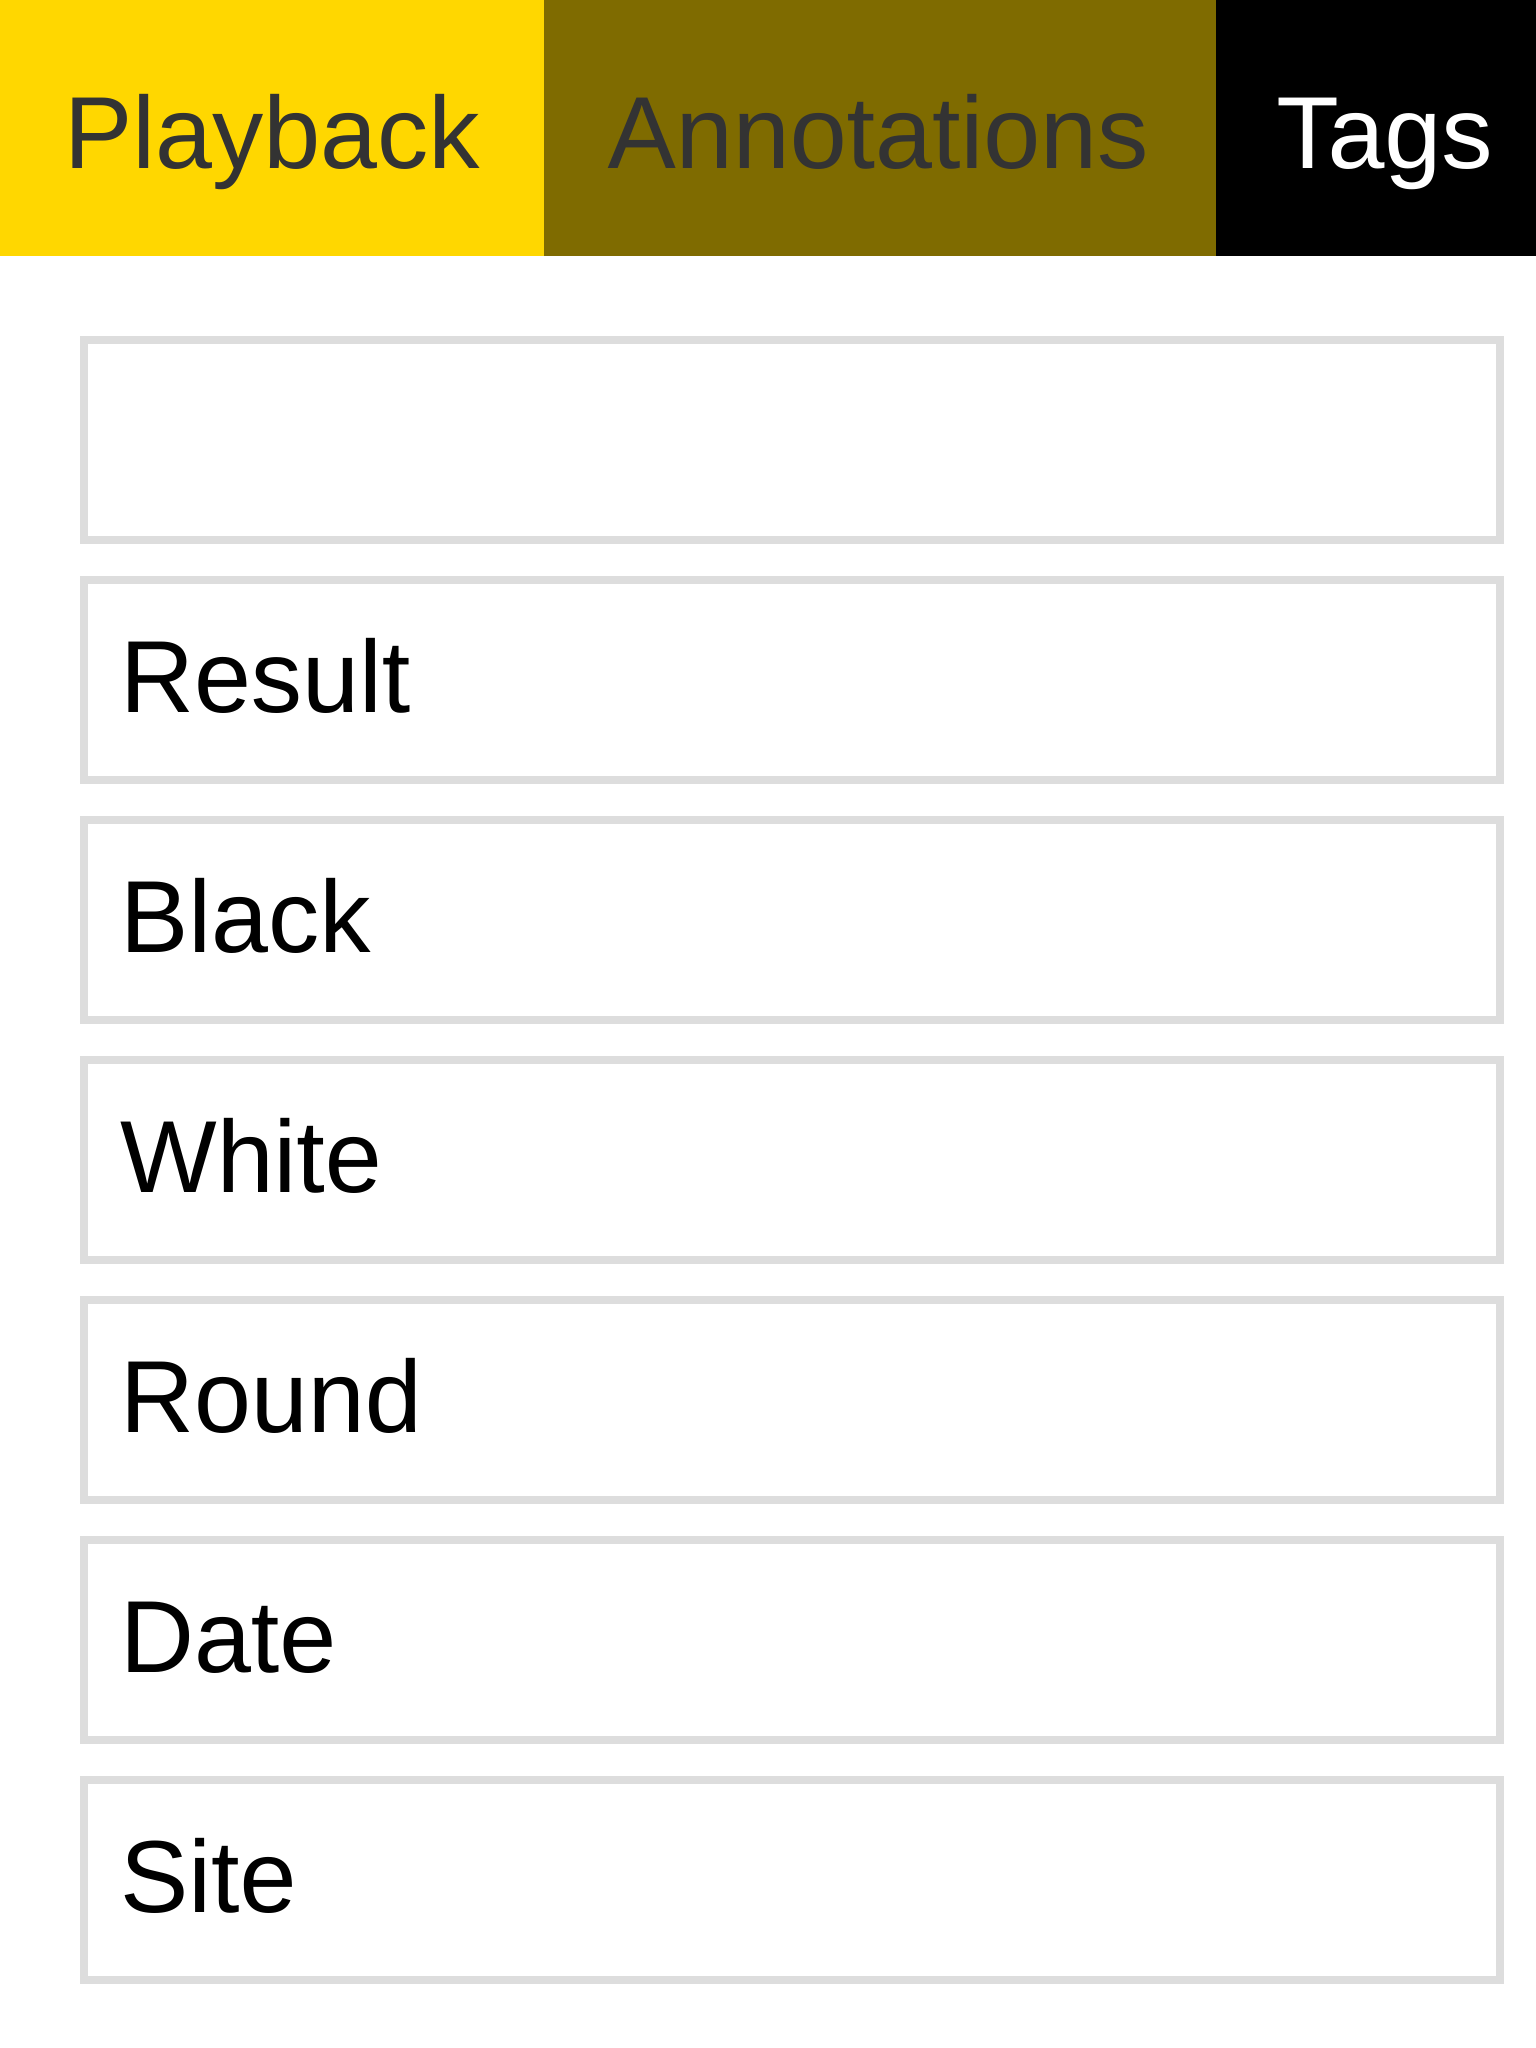 Playback Annotations Tags
Result
Black
White
Round
Date
Site